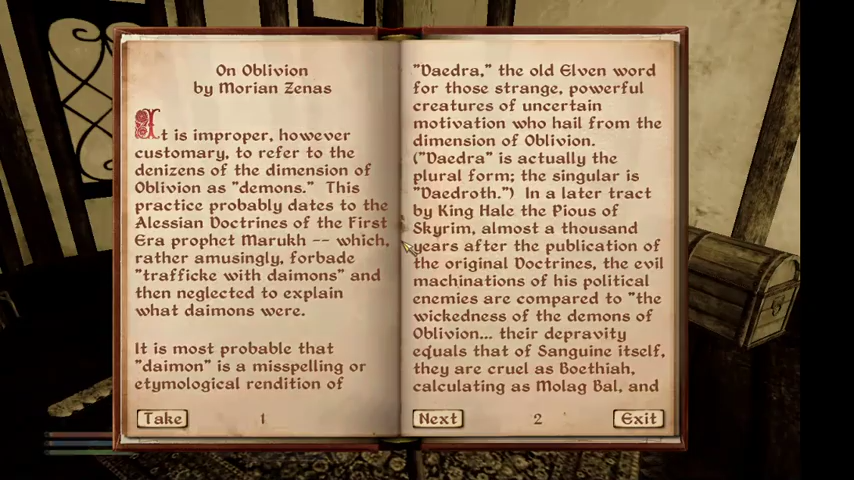 On Oblivion
by Morian Zenas
It is improper, however
customary, to refer to the
denizens of the dimension of
Oblivion as "demons." This
practice probably dates to the
Alessian Doctrines of the First
Era prophet Marukh -- which,
rather amusingly, forbade
"trafficke with daimons" and
then neglected to explain
what daimons were.
It is most probable that
"daimon" is a misspelling or
etymological rendition of
Take
1
"Daedra," the old Elven word
for those strange, powerful
creatures of uncertain
motivation who hail from the
dimension of Oblivion.
("Daedra" is actually the
plural form; the singular is
"Daedroth.") In a later tract
by King Hale the Pious of
Skyrim, almost a thousand
years after the publication of
the original Doctrines, the evil
machinations of his political
enemies are compared to "the
wickedness of the demons of
Oblivion... their depravity
equals that of Sanguine itself,
they are cruel as Boethiah,
calculating as Molag Bal, and
Next
2
Exit